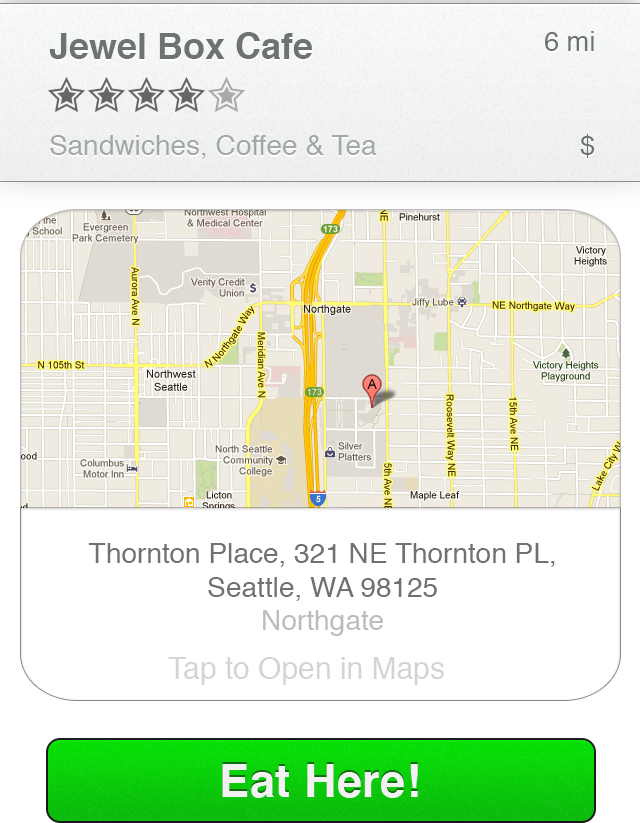 Jewel Box Cafe
6 mi
Sandwiches, Coffee & Tea
$
the
School
Evergreen
Park Cemetery
Northwest Hospital
& Medical Center
173
NE
Pinehurst
Victory
Heights
Verity Credit
Union
$
Aurora Ave N
Northgate
Jiffy Lube
NE Northgate Way
N Northgate Way
Meridian Ave N
N 105th St
Northwest
Seattle
Victory Heights
Playground
A
173
Roosevelt Way NE
15th Ave NE
ood
Columbus
Motor Inn
North Seattle
Community
College
Silver
Platters
5th Ave NE
Lake City W
Licton
Springs
5
Maple Leaf
Thornton Place, 321 NE Thornton PL,
Seattle, WA 98125
Northgate
Tap to Open in Maps
Eat Here!